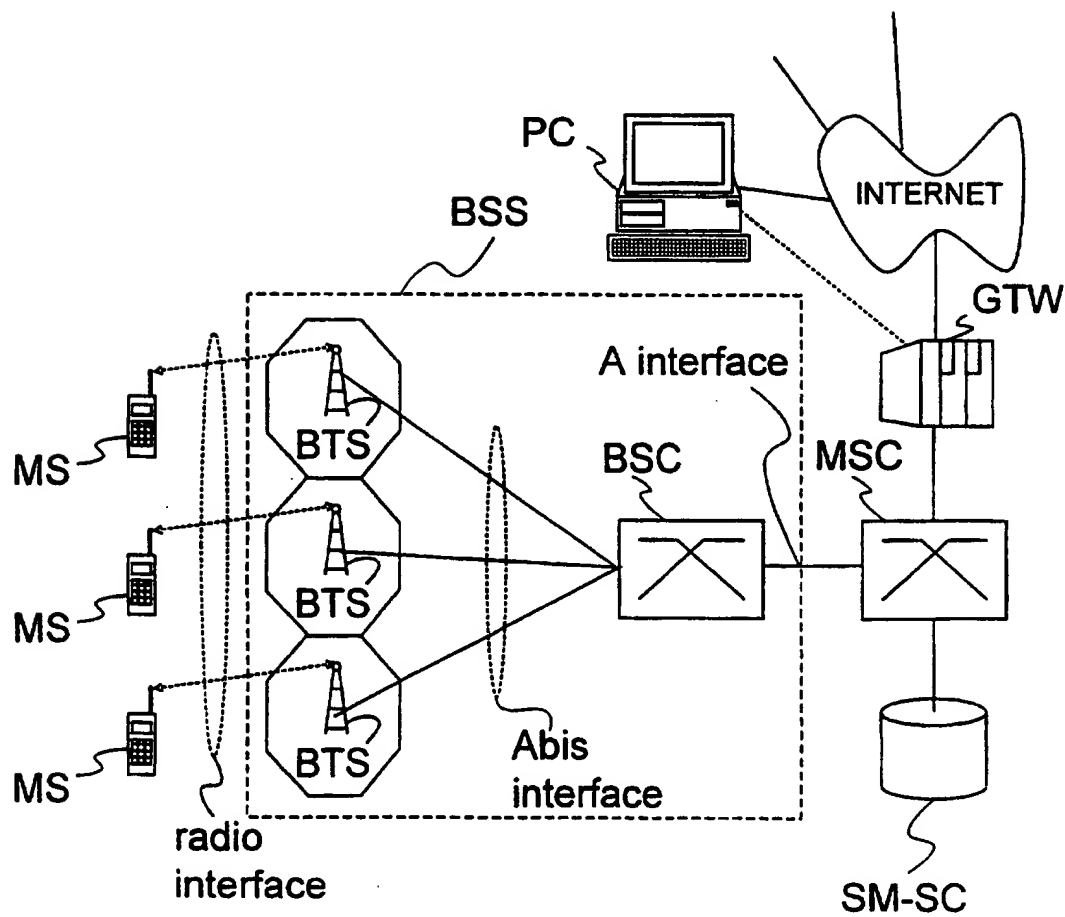 PC
INTERNET
BSS
GTW
A interface
MS
BTS
BSC
MSC
MS
BTS
MS
BTS
Abis
interface
radio
interface
SM-SC